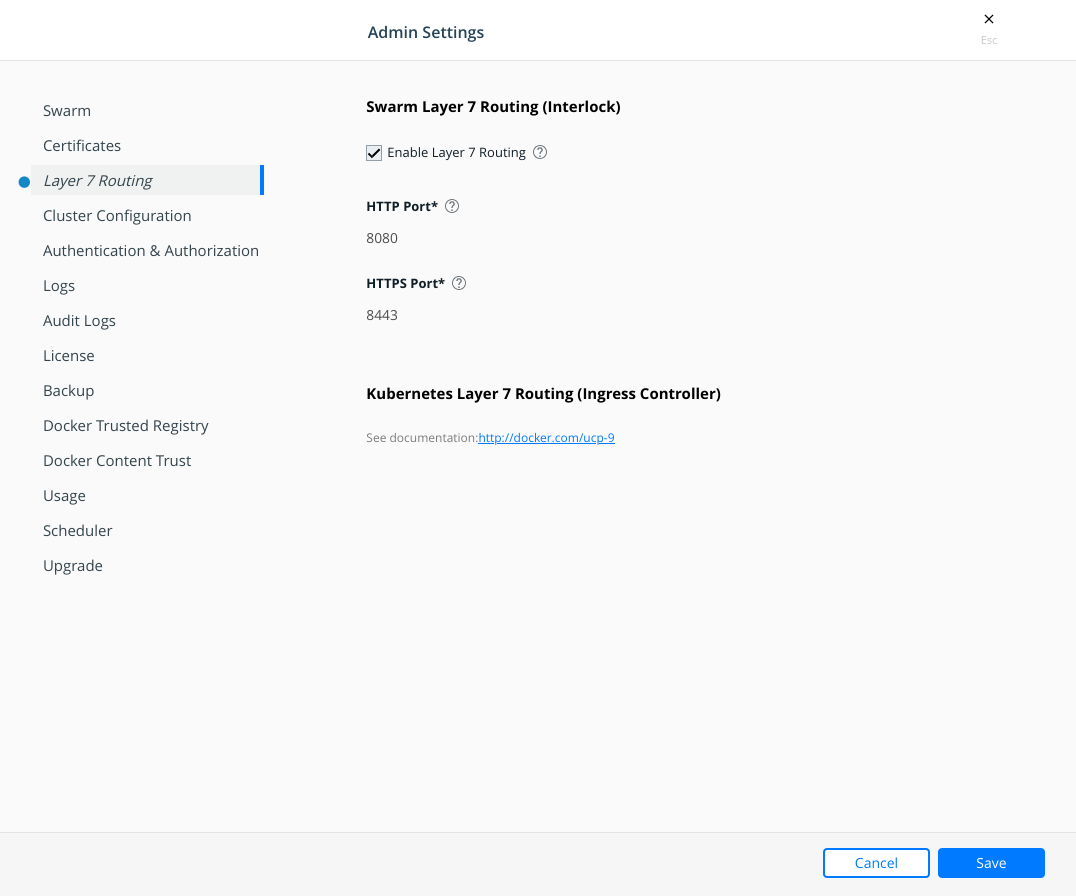 Admin Settings
Esc
Swarm
Certificates
Layer 7 Routing
Cluster Configuration
Authentication & Authorization
Logs
Audit Logs
License
Backup
Docker Trusted Registry
Docker Content Trust
Usage
Scheduler
Upgrade
Swarm Layer 7 Routing (Interlock)
Enable Layer 7 Routing
HTTP Port*
8080
HTTPS Port*
8443
Kubernetes Layer 7 Routing (Ingress Controller)
See documentation:http://docker.com/ucp-9
Cancel
Save